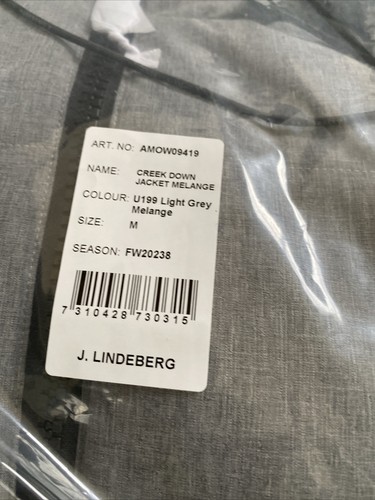 ART. NO: AMOW09419
NAME: CREEK DOWN
JACKET MELANGE
COLOUR: U199 Light Grey
Melange
SIZE: M
SEASON: FW20238
7 310428 730315
J. LINDEBERG